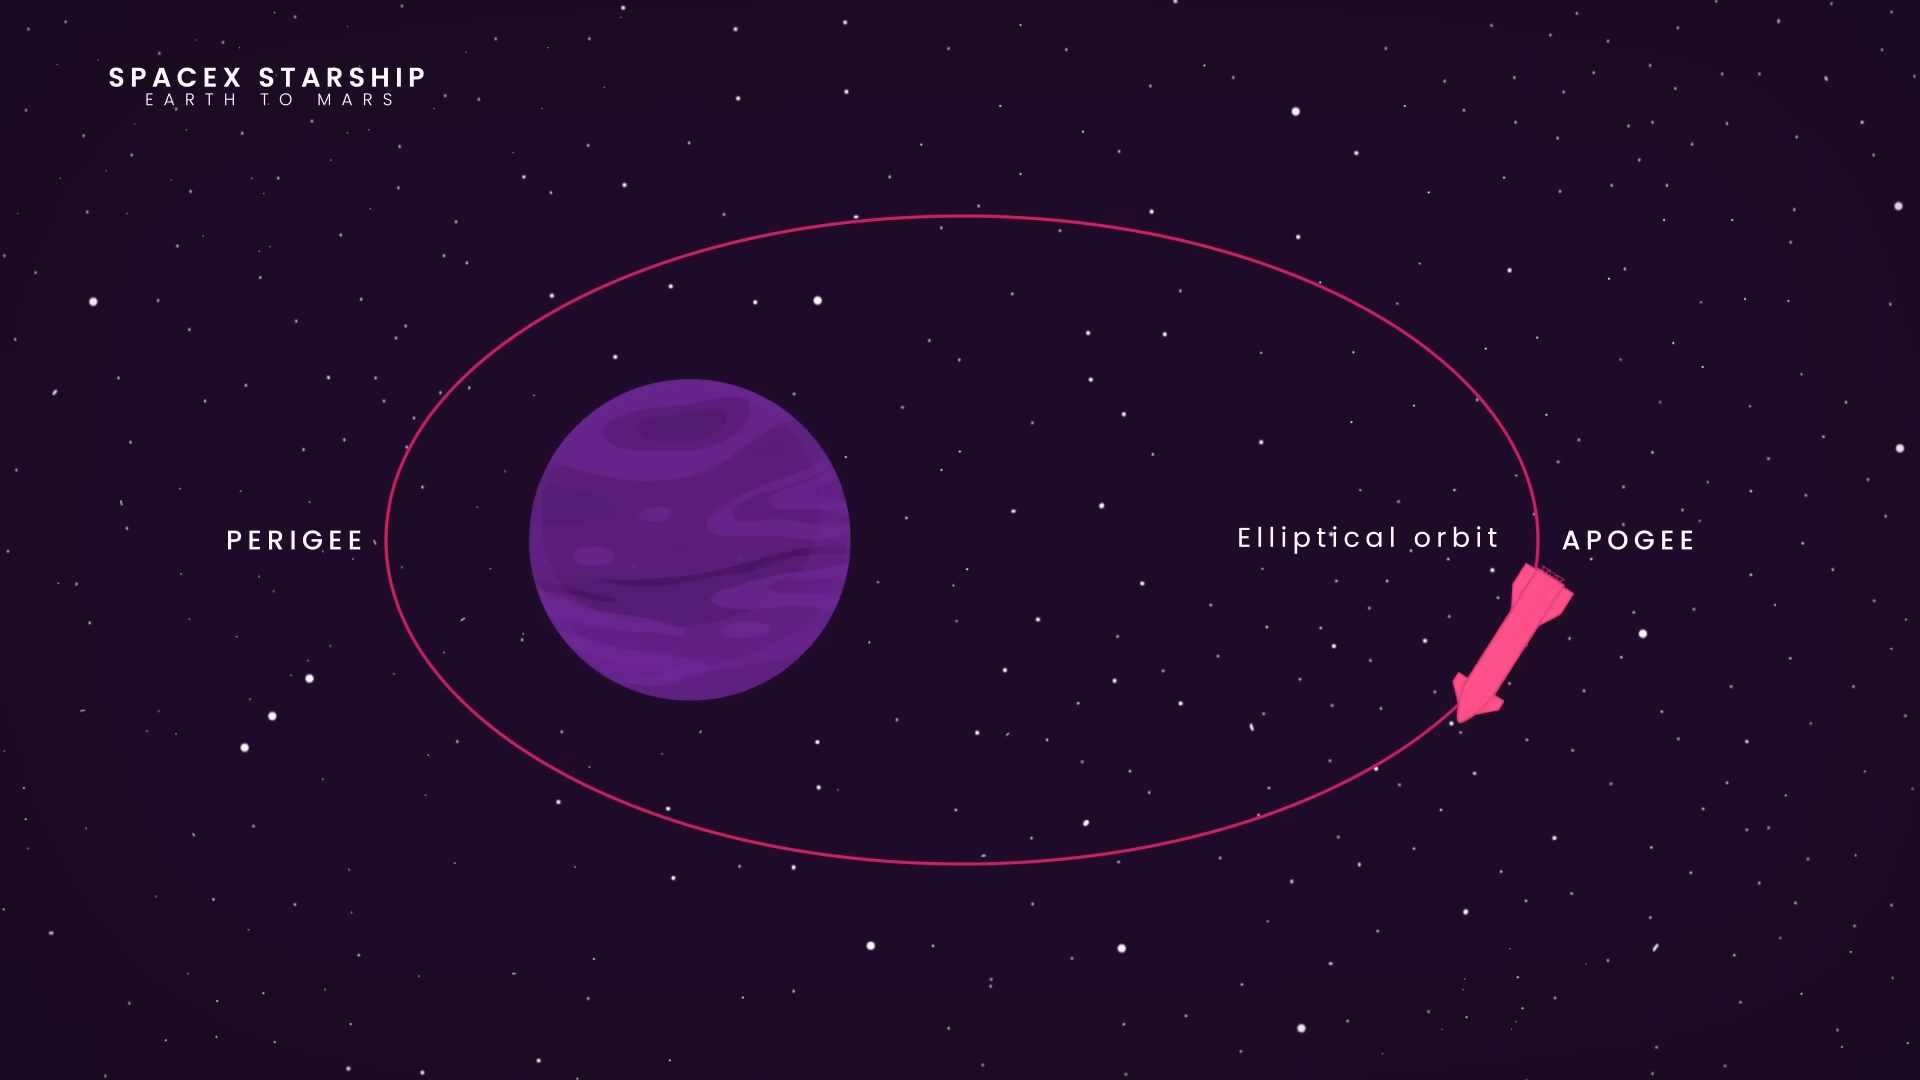 SPACEX STARSHIP
EARTH TO MARS
PERIGEE
Elliptical orbit
APOGEE